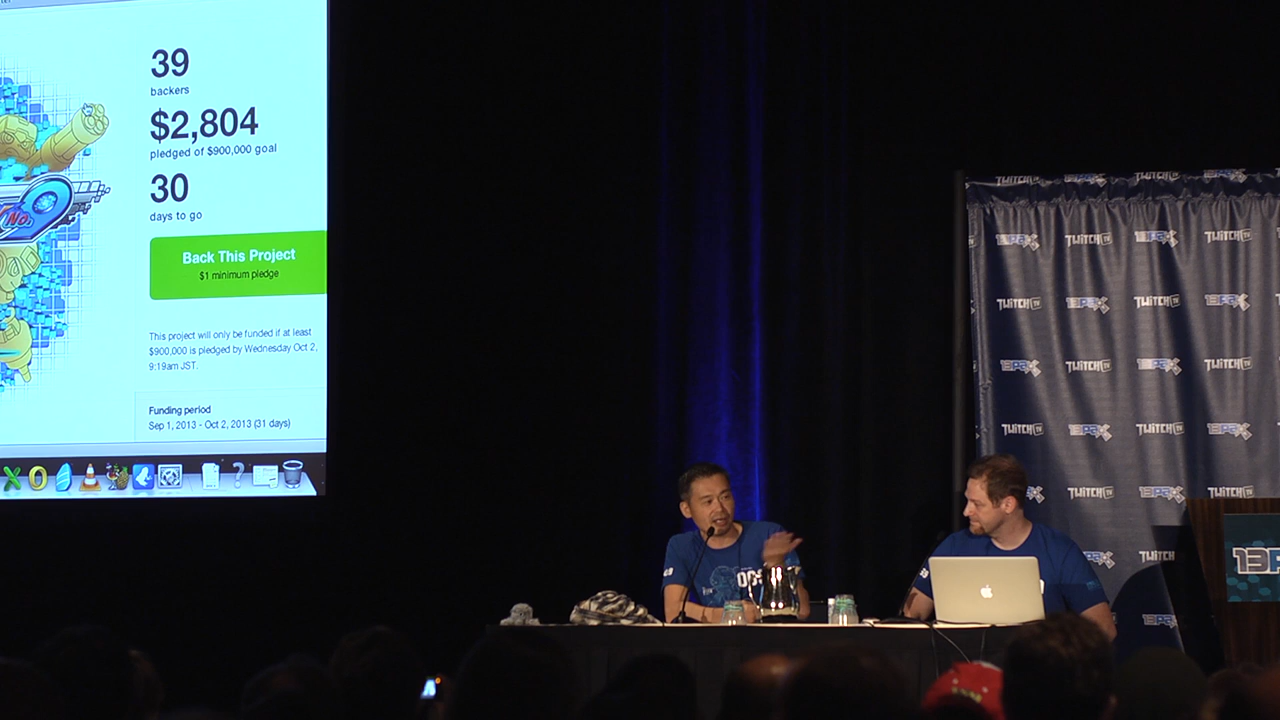 39
backers
$2,804
pledged of $900,000 goal
30
days to go
Back This Project
$1 minimum pledge
This project will only be funded if at least
$900,000 is pledged by Wednesday Oct 2,
9:19am JST.
Funding period
Sep 1, 2013 - Oct 2, 2013 (31 days)
No.
TWITCH TV
13PAX